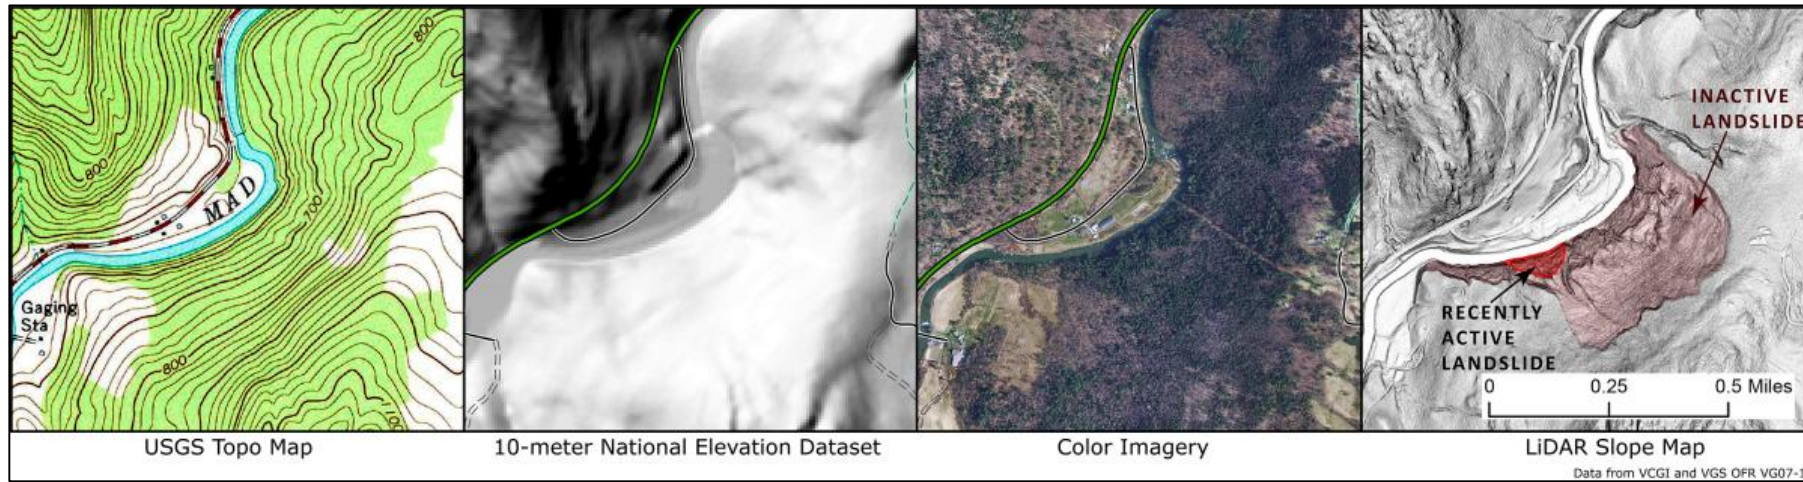 800
800
MAD
700
Gaging
Sta
800
INACTIVE
LANDSLIDE
RECENTLY
ACTIVE
LANDSLIDE
0 0.25 0.5 Miles
USGS Topo Map
10-meter National Elevation Dataset
Color Imagery
LiDAR Slope Map
Data from VCGI and VGS OFR VG07-1